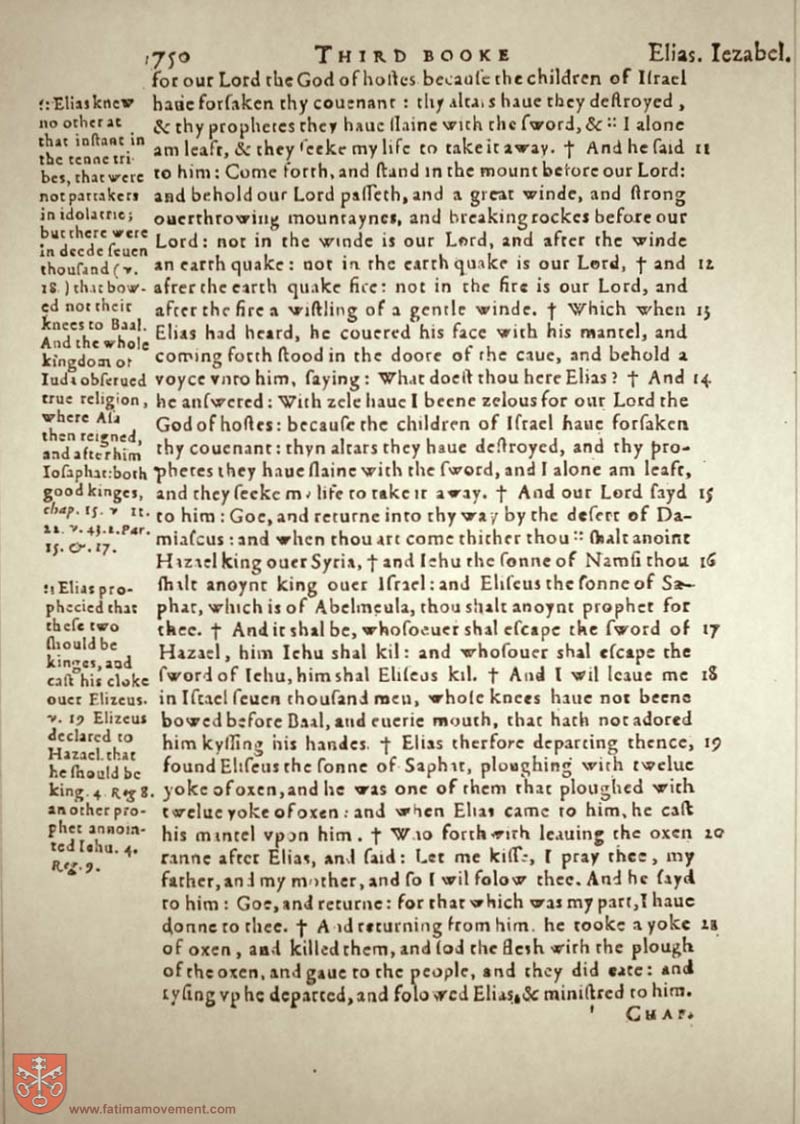 1750 THIRD BOOKE Elias. Iezabel.
for our Lord the God of hostes because the children of Israel
haue forsaken thy couenant : thy altars haue they destroyed ,
& thy prophetes they haue slaine with the sword, & :: I alone
am left, & they seeke my life to take it away. † And he said 11
to him: Come forth, and stand in the mount before our Lord:
and behold our Lord passeth, and a great winde, and strong
ouerthrowing mountaynes, and breaking rockes before our
Lord: not in the winde is our Lord, and after the winde
an earth quake: not in the earth quake is our Lord, † and 12
after the earth quake fire: not in the fire is our Lord, and
after the fire a wistling of a gentle winde. † Which when 13
Elias had heard, he couered his face with his mantel, and
coming forth stood in the doore of the caue, and behold a
voyce vnto him, saying: What doest thou here Elias? † And 14
he answered: With zele haue I beene zelous for our Lord the
God of hostes: because the children of Israel haue forsaken
thy couenant: thyn altars they haue destroyed, and thy pro-
phetes they haue slaine with the sword, and I alone am left,
and they seeke my life to take it away. † And our Lord sayd 15
to him: Goe, and returne into thy way by the desert of Da-
mascus: and when thou art come thither thou :: shalt anoint
Hazael king ouer Syria, † and Iehu the sonne of Namsi thou 16
shalt anoynt king ouer Israel: and Eliseus the sonne of Sa-
phat, which is of Abelmeula, thou shalt anoynt prophet for
thee. † And it shal be, whosoeuer shal escape the sword of 17
Hazael, him Iehu shal kil: and whosouer shal escape the
sword of Iehu, him shal Eliseus kil. † And I wil leaue me 18
in Israel seuen thousand men, whose knees haue not beene
bowed before Baal, and euerie mouth, that hath not adored
him kyssing his handes. † Elias therfore departing thence, 19
found Eliseus the sonne of Saphat, ploughing with twelue
yoke of oxen, and he was one of them that ploughed with
twelue yoke of oxen: and when Elias came to him, he cast
his mantel vpon him. † Who forthwith leauing the oxen 20
ranne after Elias, and said: Let me kisse, I pray thee, my
father, and my mother, and so I wil folow thee. And he sayd
to him: Goe, and returne: for that which was my part, I haue
donne to thee. † And returning from him, he tooke a yoke 21
of oxen, and killed them, and sod the flesh with the plough
of the oxen, and gaue to the people, and they did eate: and
rysing vp he departed, and folowed Elias, & ministred to him.
CHAP.
:: Elias knew
no other at
that instant in
the tenne tri-
bes, that were
not partakers
in idolatrie;
but there were
in deede seuen
thousand (v.
18.) that bow-
ed not their
knees to Baal.
And the whole
kingdom of
Iuda obserued
true religion,
where Asa
then reigned,
and after him
Iosaphat: both
good kinges,
chap. 15. v 11.
22. v. 43. 2. Par.
15. & 17.
:: Elias pro-
phecied that
these two
should be
kinges, and
cast his cloke
ouer Elizeus.
v. 19 Elizeus
declared to
Hazael that
he should be
king. 4 Reg 8.
an other pro-
phet annoin-
ted Iehu. 4.
Reg. 9.
www.fatimamovement.com